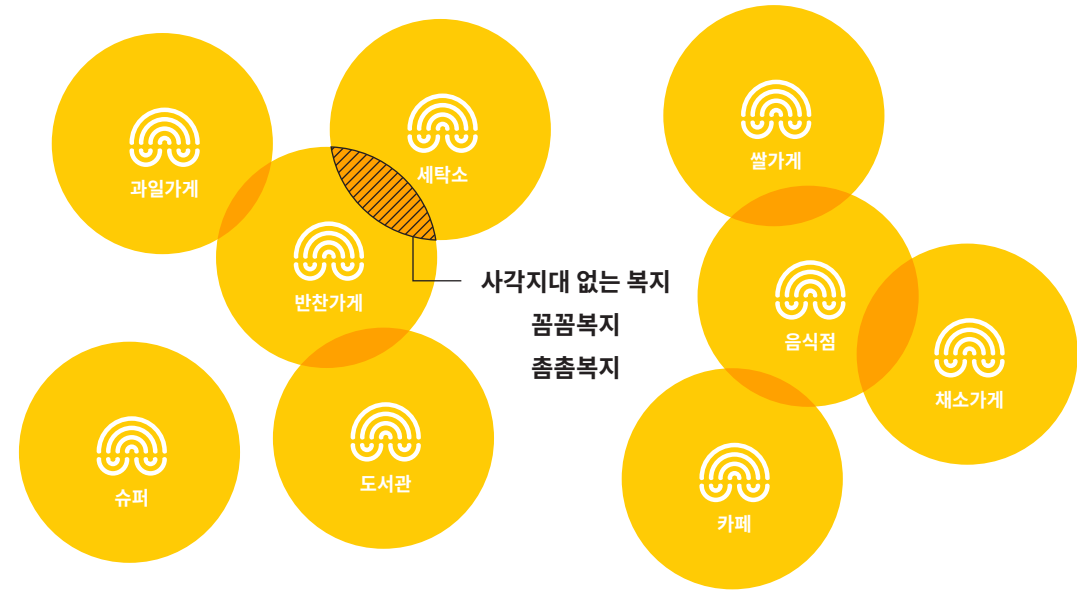 과일가게
세탁소
반찬가게
사각지대 없는 복지
꼼꼼복지
촘촘복지
슈퍼
도서관
쌀가게
음식점
채소가게
카페